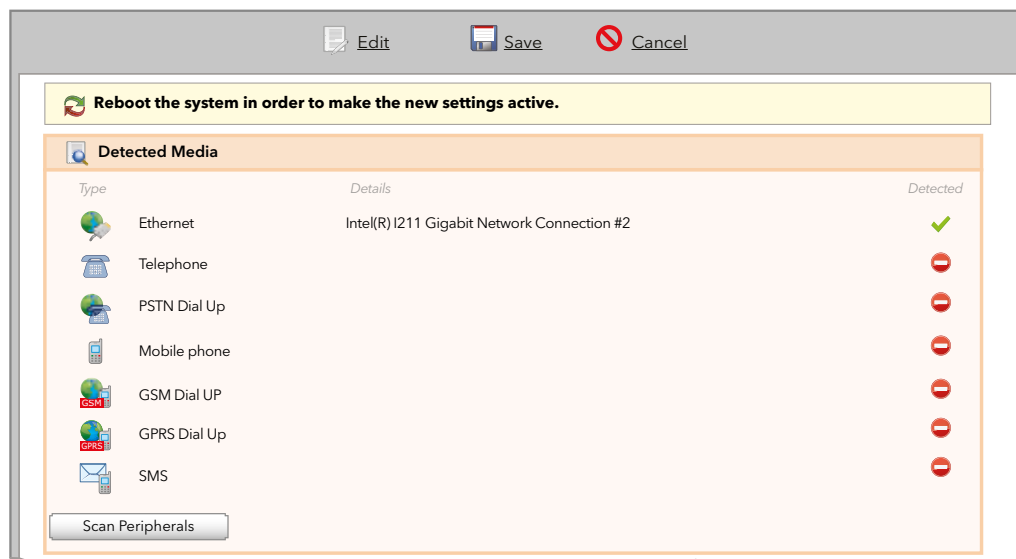 Edit Save Cancel
Reboot the system in order to make the new settings active.
Detected Media
Type Details Detected
Ethernet Intel(R) I211 Gigabit Network Connection #2
Telephone
PSTN Dial Up
Mobile phone
GSM GSM Dial UP
GPRS GPRS Dial Up
SMS
Scan Peripherals